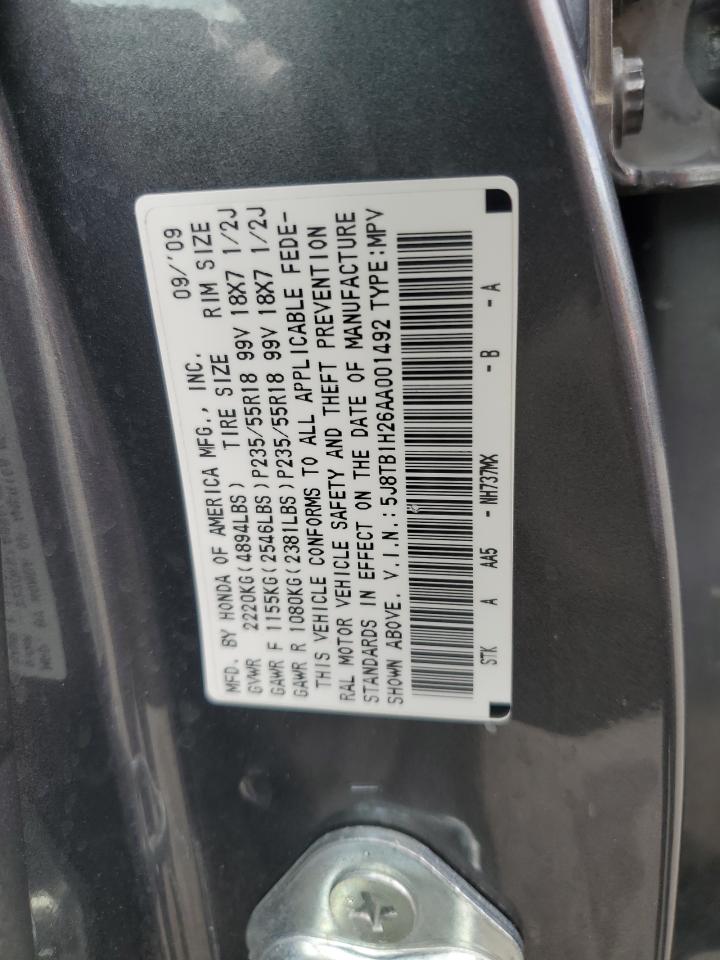 MFD. BY HONDA OF AMERICA MFG., INC. 09/'09
GVWR 2220KG(4894LBS) TIRE SIZE RIM SIZE
GAWR F 1155KG(2546LBS)P235/55R18 99V 18X7 1/2J
GAWR R 1080KG(2381LBS)P235/55R18 99V 18X7 1/2J
THIS VEHICLE CONFORMS TO ALL APPLICABLE FEDE-
RAL MOTOR VEHICLE SAFETY AND THEFT PREVENTION
STANDARDS IN EFFECT ON THE DATE OF MANUFACTURE
SHOWN ABOVE. V.I.N.:5J8TB1H26AA001492 TYPE:MPV
STK A AA5 - NH737MX - B - A